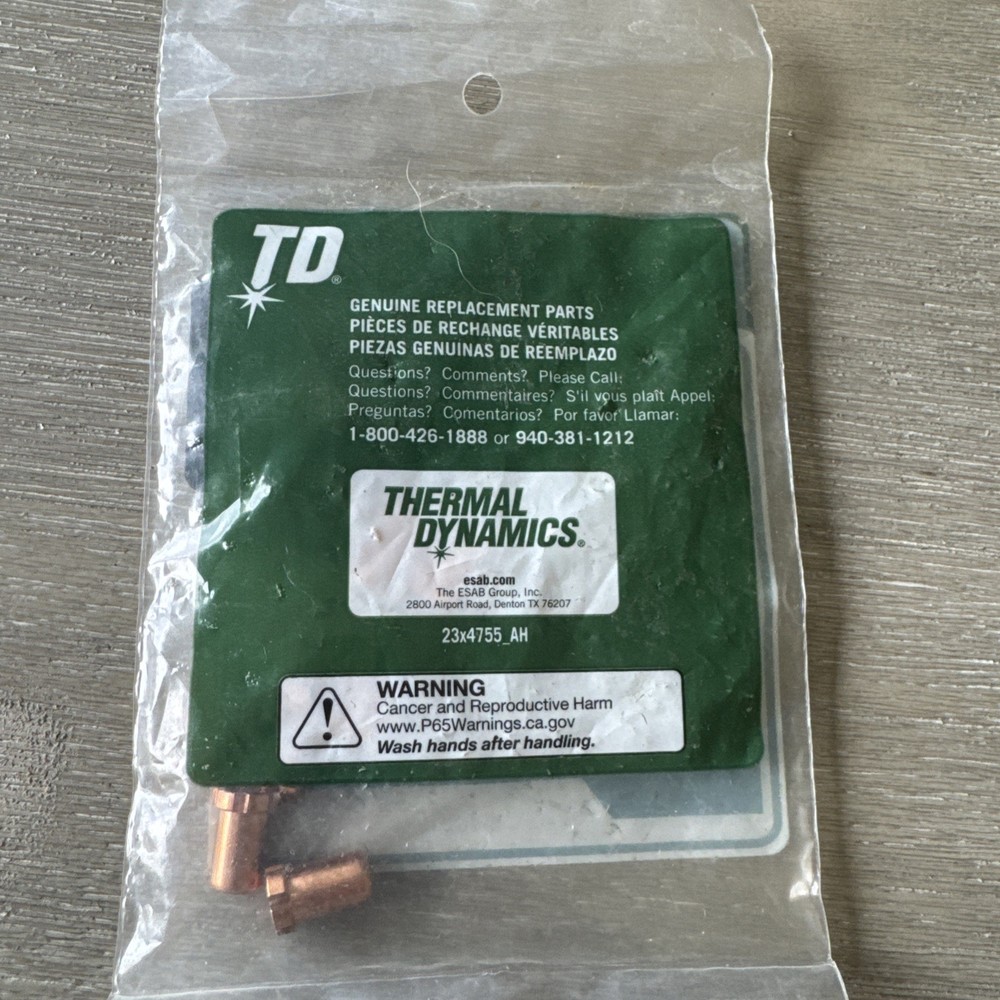 TD®
GENUINE REPLACEMENT PARTS
PIÈCES DE RECHANGE VÉRITABLES
PIEZAS GENUINAS DE REEMPLAZO
Questions? Comments? Please Call:
Questions? Commentaires? S'il vous plaît Appel:
Preguntas? Comentarios? Por favor Llamar:
1-800-426-1888 or 940-381-1212
THERMAL
DYNAMICS®
esab.com
The ESAB Group, Inc.
2800 Airport Road, Denton TX 76207
23x4755_AH
WARNING
Cancer and Reproductive Harm
www.P65Warnings.ca.gov
Wash hands after handling.